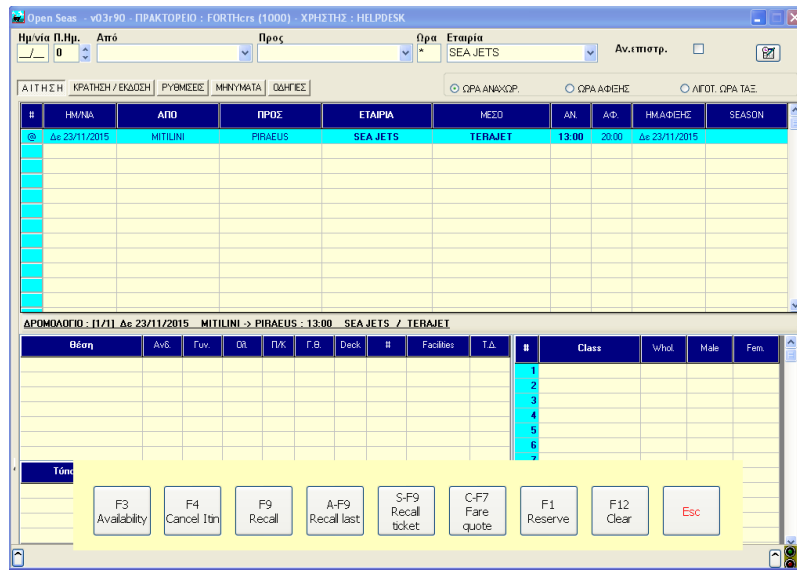 Open Seas - v03r90 - ΠΡΑΚΤΟΡΕΙΟ : FORTHcrs (1000) - ΧΡΗΣΤΗΣ : HELPDESK
Ημ/νία Π.Ημ. Από Προς Ωρα Εταιρία
__/__ 0 * SEA JETS Αν.επιστρ.
ΑΙΤΗΣΗ ΚΡΑΤΗΣΗ / ΕΚΔΟΣΗ ΡΥΘΜΙΣΕΙΣ ΜΗΝΥΜΑΤΑ ΟΔΗΓΙΕΣ ΩΡΑ ΑΝΑΧΩΡ. ΩΡΑ ΑΦΙΞΗΣ ΛΙΓΟΤ. ΩΡΑ ΤΑΞ.
# ΗΜ/ΝΙΑ ΑΠΟ ΠΡΟΣ ΕΤΑΙΡΙΑ ΜΕΣΟ ΑΝ. ΑΦ. ΗΜ.ΑΦΙΞΗΣ SEASON
@ Δε 23/11/2015 MITILINI PIRAEUS SEA JETS TERAJET 13:00 20:00 Δε 23/11/2015
ΔΡΟΜΟΛΟΓΙΟ : [1/1] Δε 23/11/2015 MITILINI -> PIRAEUS : 13:00 SEA JETS / TERAJET
Θέση Ανδ. Γυν. Ολ. Π/Κ Γ.Θ. Deck # Facilities Τ.Δ. # Class Whol. Male Fem.
1
2
3
4
5
6
7
F3 Availability F4 Cancel Itin F9 Recall A-F9 Recall last S-F9 Recall ticket C-F7 Fare quote F1 Reserve F12 Clear Esc